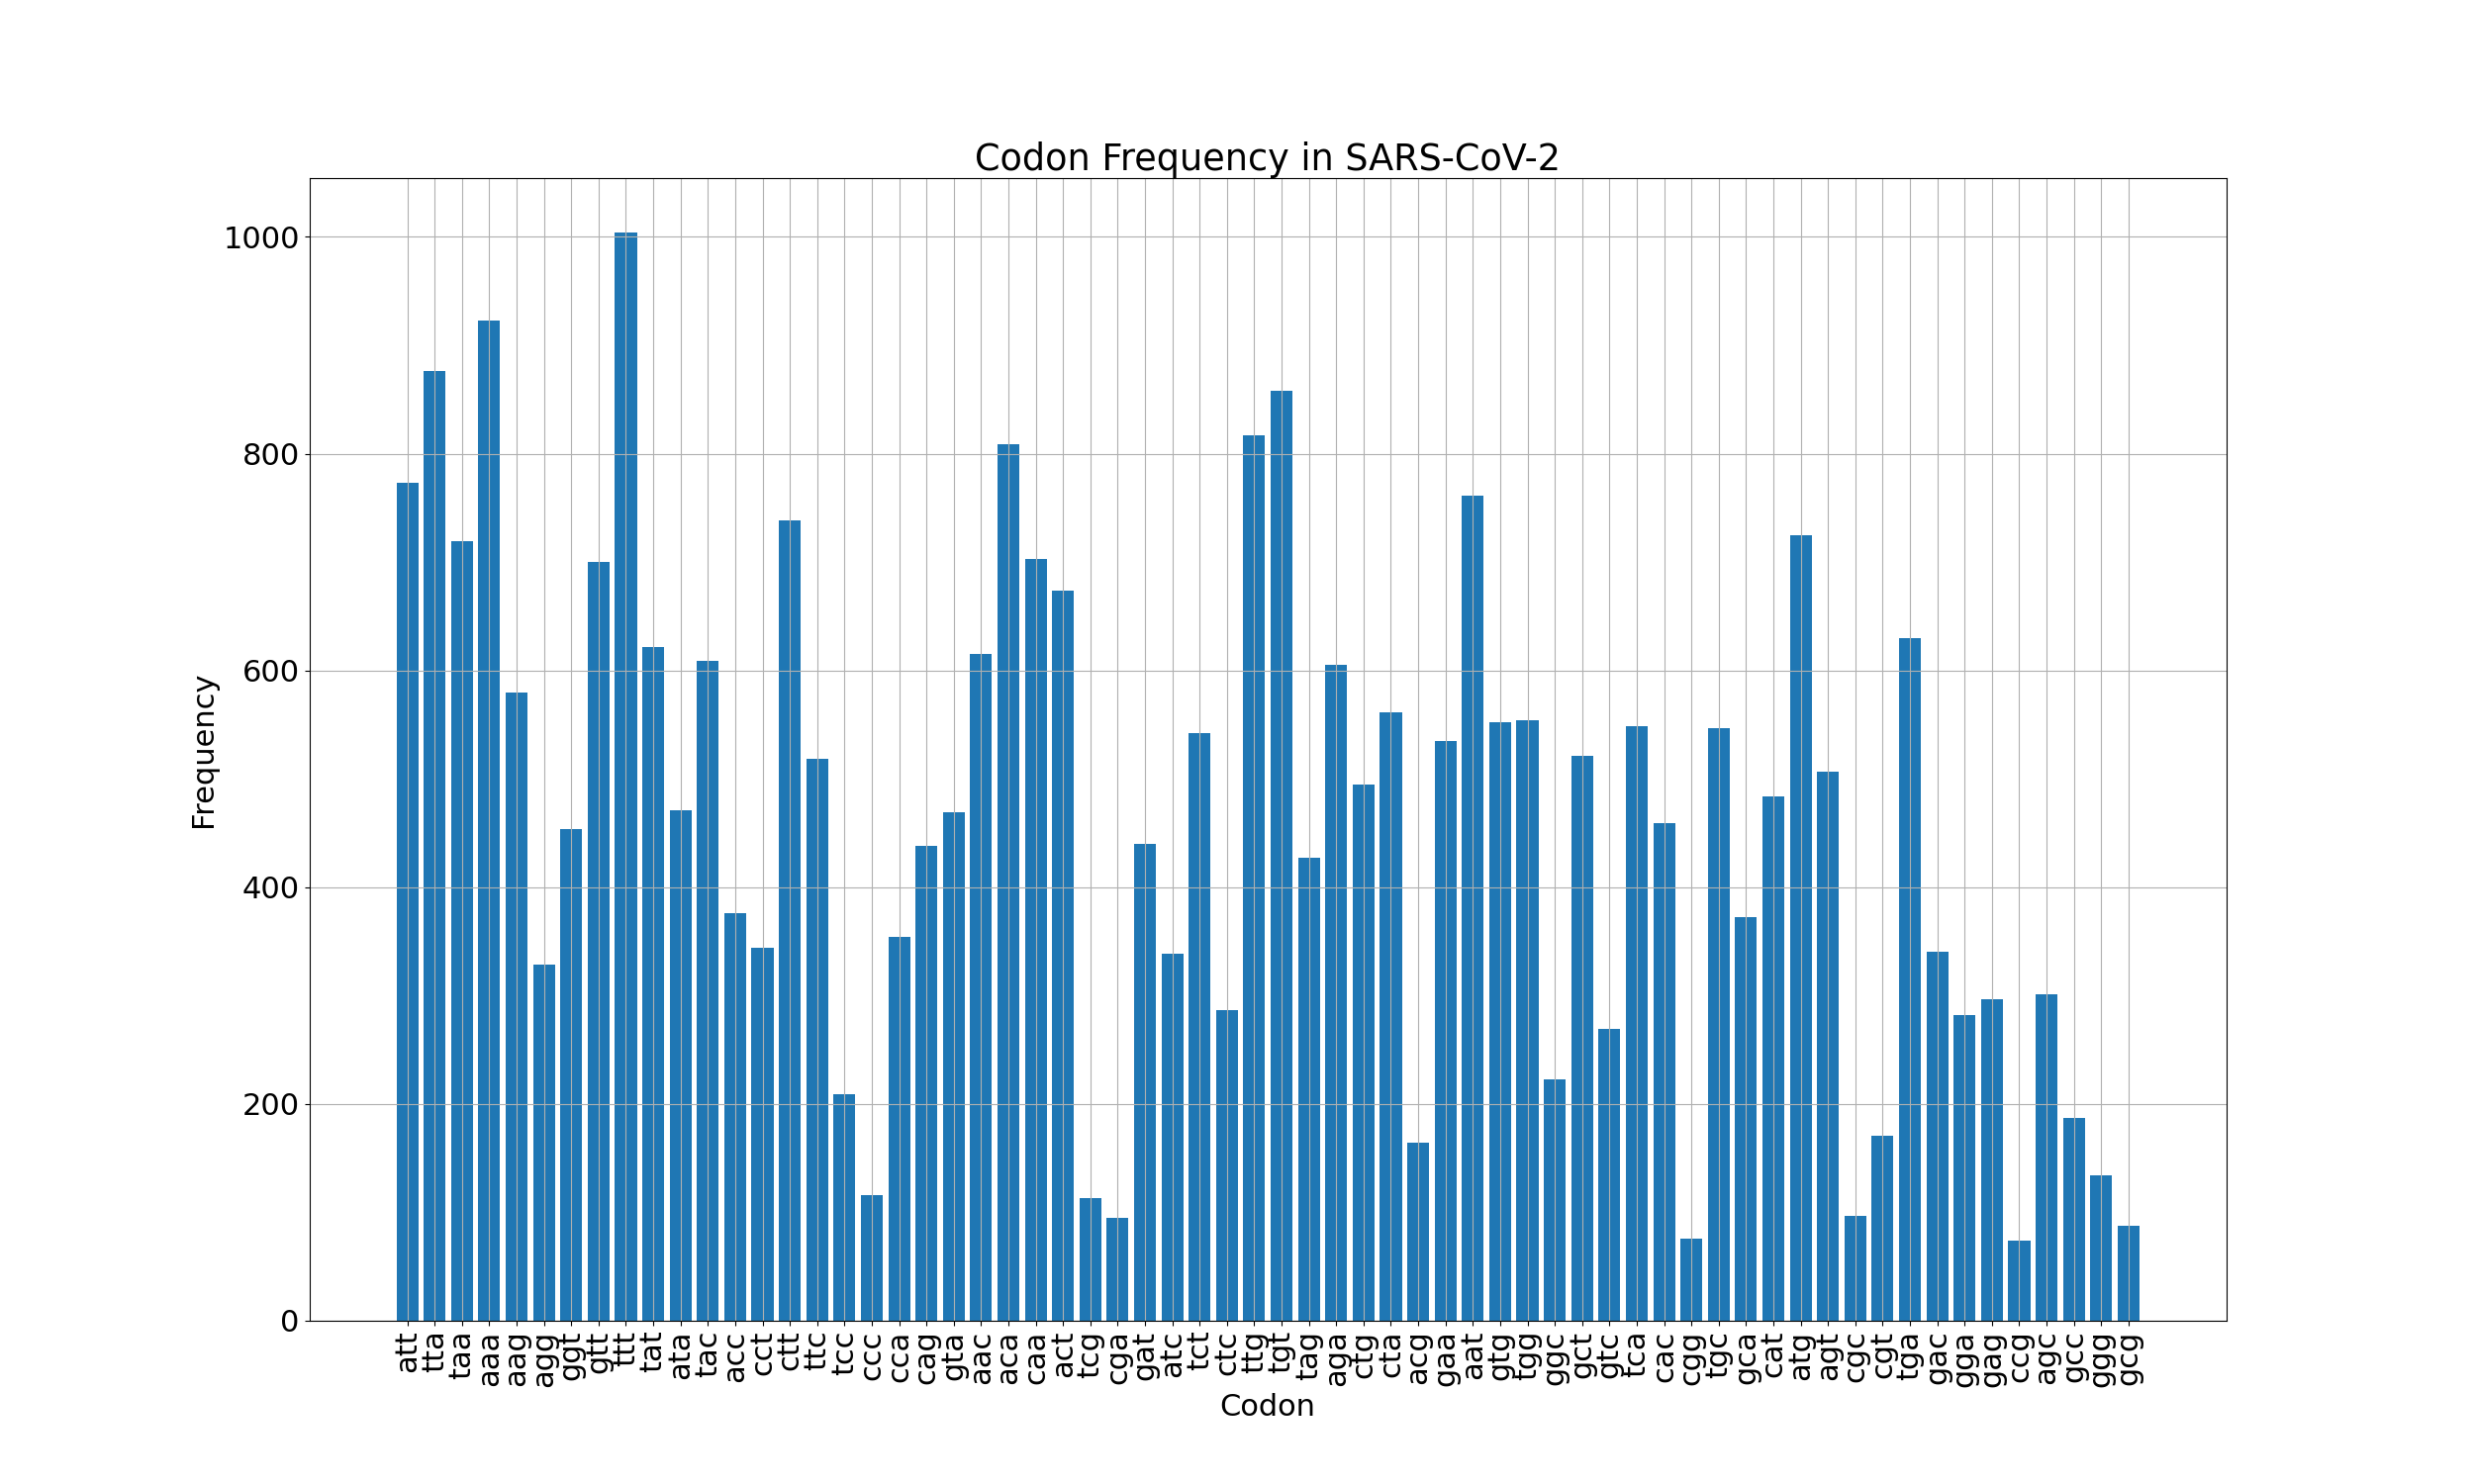 Codon Frequency in SARS-CoV-2
Frequency
1000
800
600
400
200
0
att tta taa aaa aag agg ggt gtt ttt tat ata tac acc cct ctt ttc tcc ccc cca cag gta aac aca caa act tcg cga gat atc tct ctc ttg tgt tag aga ctg cta acg gaa aat gtg tgg ggc gct gtc tca cac cgg tgc gca cat atg agt cgc cgt tga gac gga gag ccg agc gcc ggg gcg
Codon